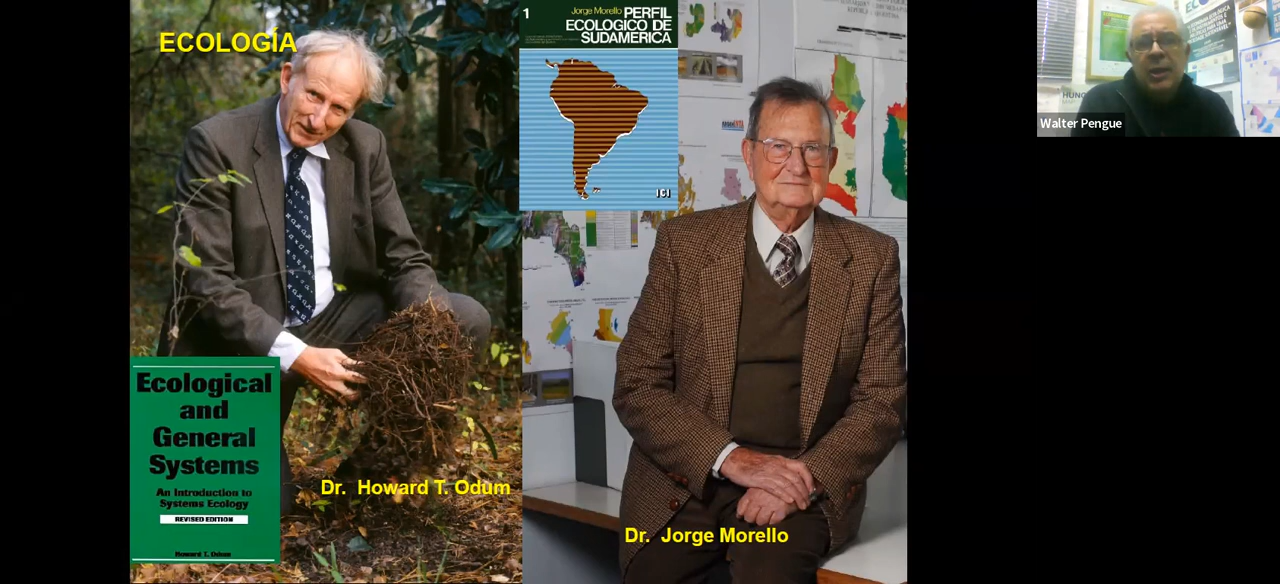 ECOLOGÍA
1
Jorge Morello PERFIL
ECOLOGICO DE
SUDAMERICA
ICI
Walter Pengue
Ecological
and
General
Systems
An Introduction to
Systems Ecology
REVISED EDITION
Howard T. Odum
Dr. Howard T. Odum
Dr. Jorge Morello